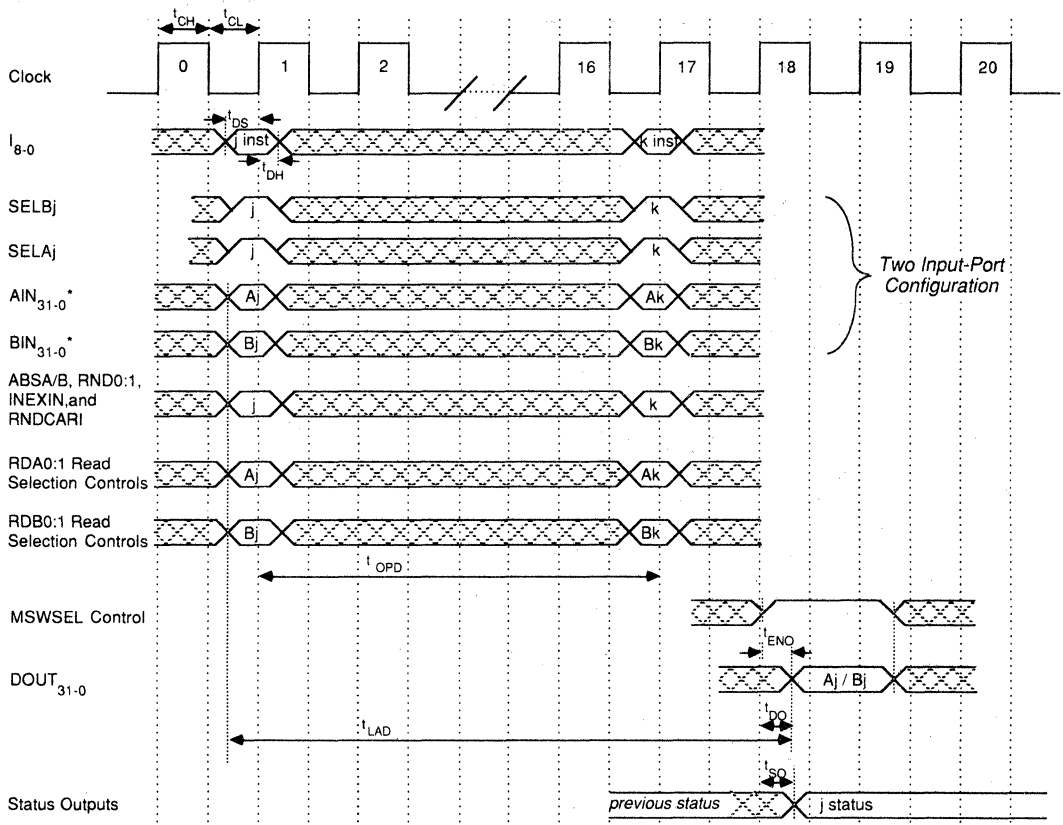 tCH tCL
Clock 0 1 2 16 17 18 19 20
tDS
I8-0 j inst k inst
tDH
SELBj j k
SELAj j k
Two Input-Port
Configuration
AIN31-0* Aj Ak
BIN31-0* Bj Bk
ABSA/B, RND0:1,
INEXIN,and
RNDCARI
j k
RDA0:1 Read
Selection Controls
Aj Ak
RDB0:1 Read
Selection Controls
Bj Bk
tOPD
MSWSEL Control
tENO
DOUT31-0 Aj / Bj
tDO
tLAD
tSO
Status Outputs previous status j status